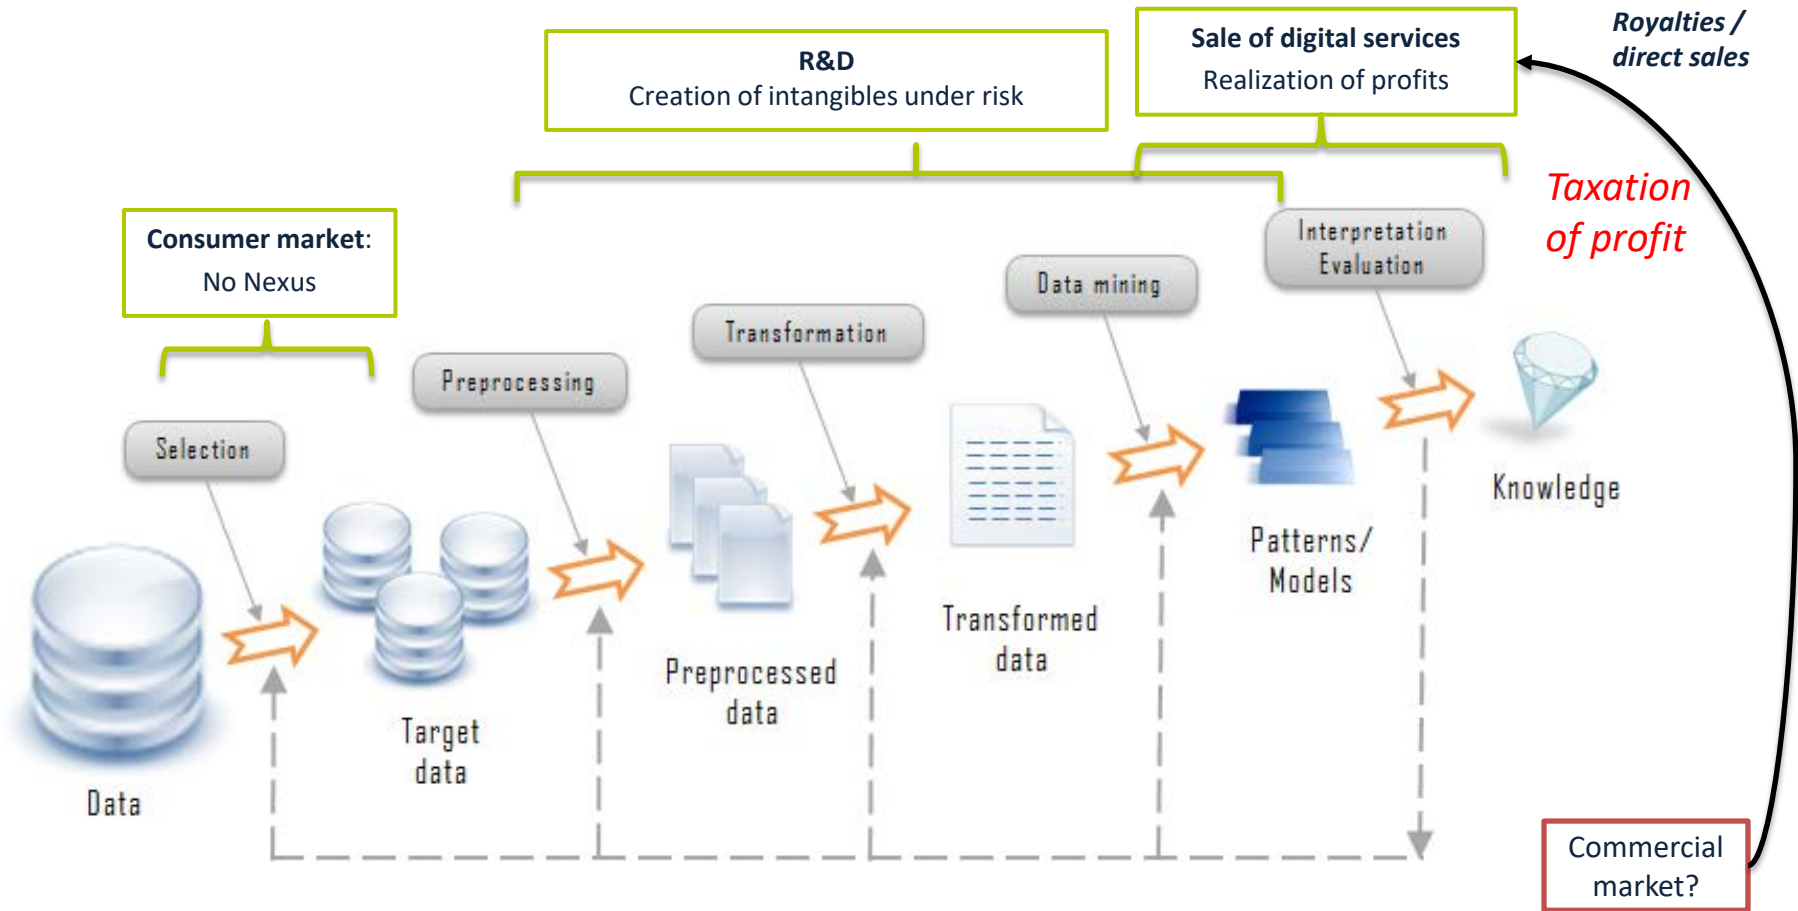 R&D
Creation of intangibles under risk
Sale of digital services
Realization of profits
Royalties /
direct sales
Taxation
of profit
Consumer market:
No Nexus
Interpretation
Evaluation
Data mining
Transformation
Preprocessing
Selection
Knowledge
Patterns/
Models
Transformed
data
Preprocessed
data
Target
data
Data
Commercial
market?